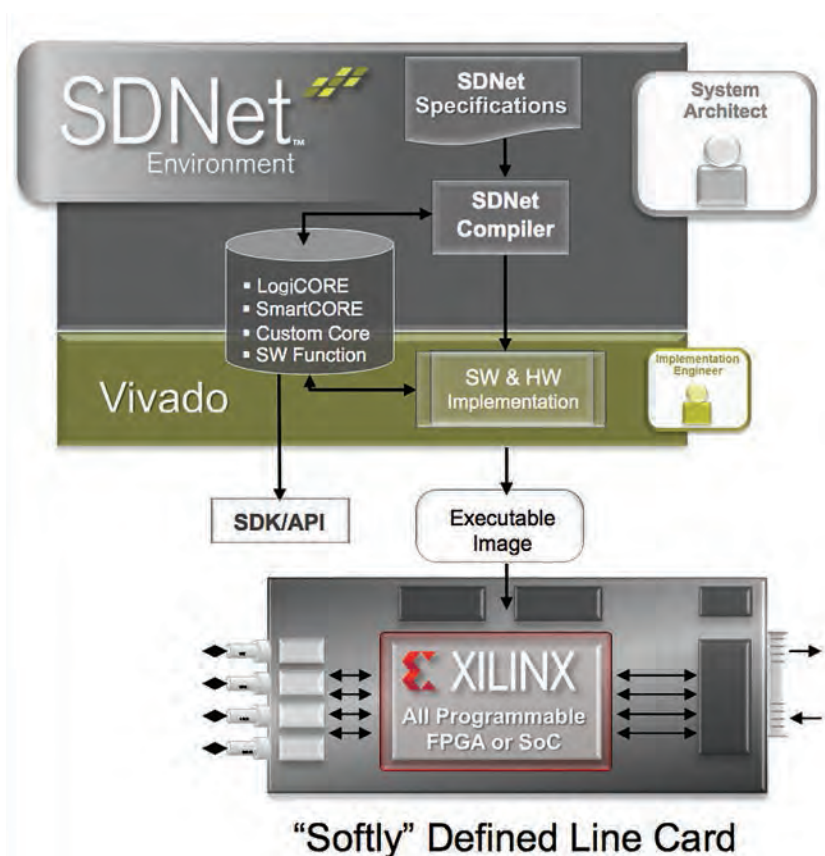 SDNet™
Environment
SDNet
Specifications
System
Architect
SDNet
Compiler
▪ LogiCORE
▪ SmartCORE
▪ Custom Core
▪ SW Function
Vivado
SW & HW
Implementation
Implementation
Engineer
SDK/API
Executable
Image
XILINX
All Programmable
FPGA or SoC
“Softly” Defined Line Card